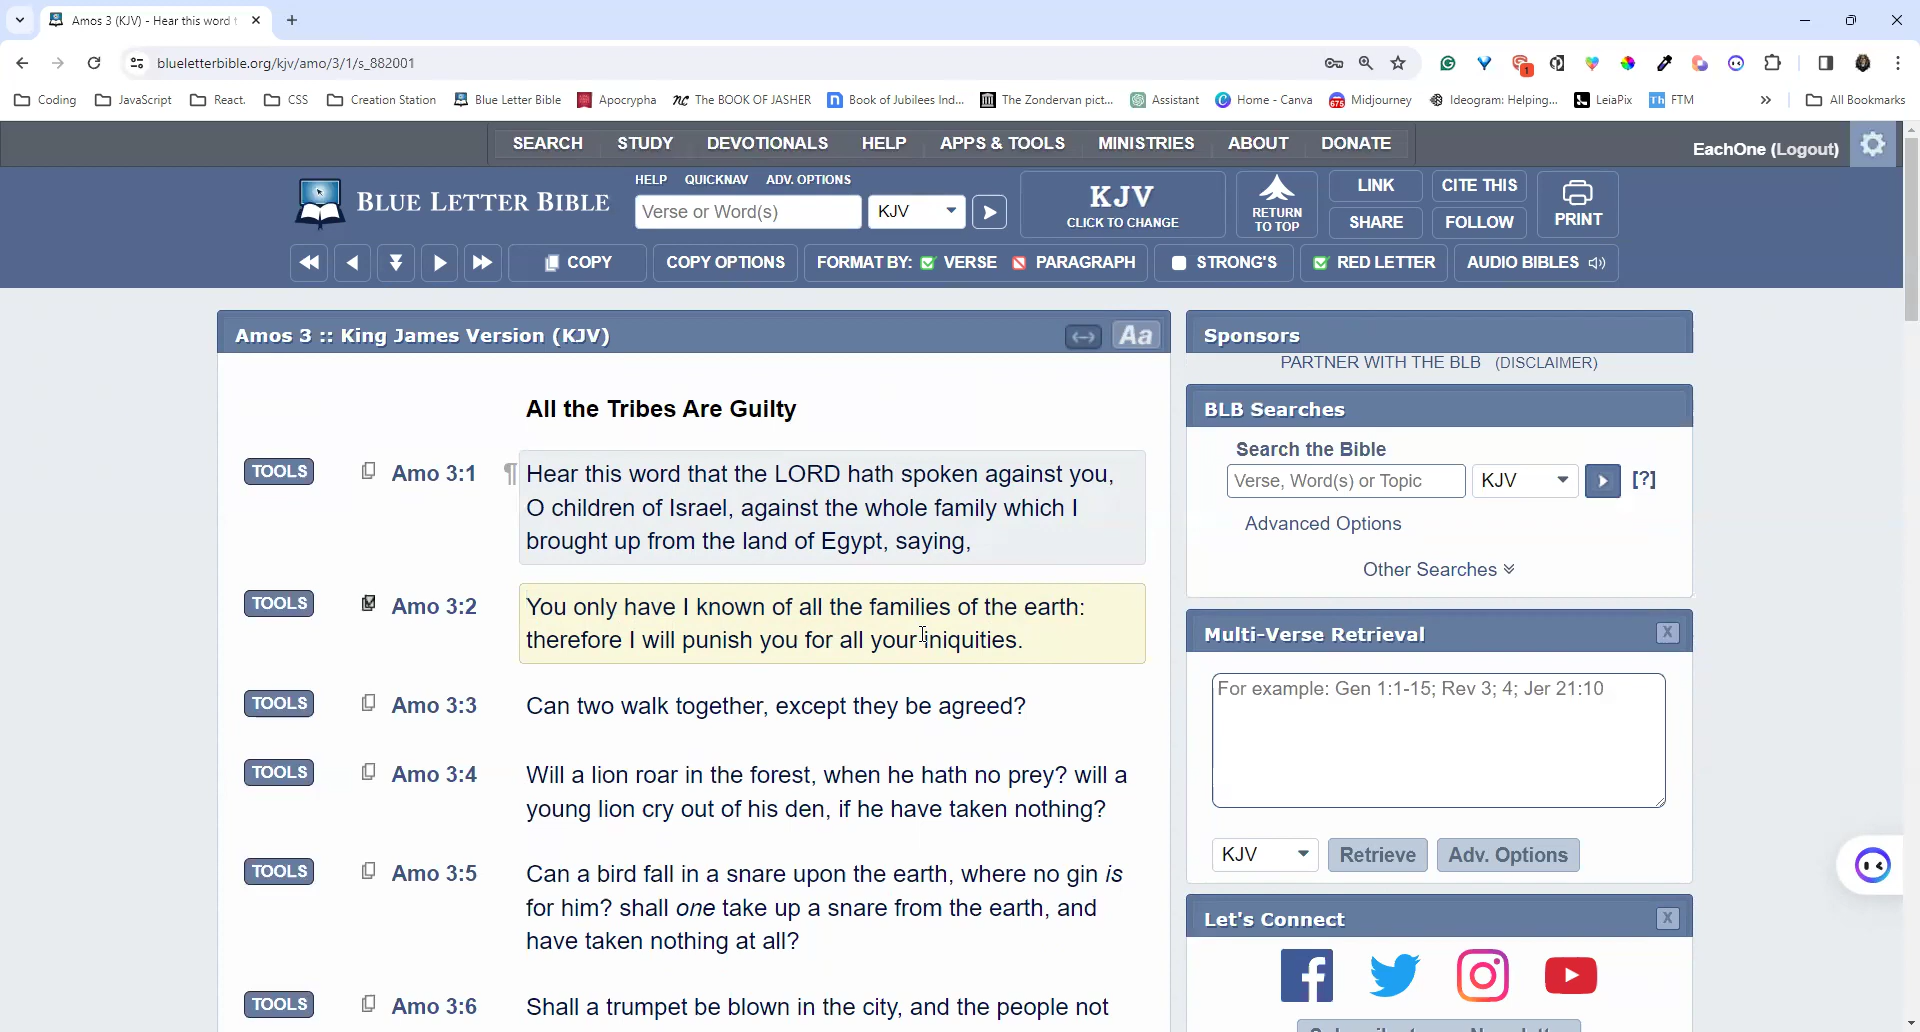 Amos 3 (KJV) - Hear this word t
blueletterbible.org/kjv/amo/3/1/s_882001
1
Coding
JavaScript
React.
CSS
Creation Station
Blue Letter Bible
Apocrypha
The BOOK OF JASHER
Book of Jubilees Ind...
The Zondervan pict...
Assistant
Home - Canva
675
Midjourney
Ideogram: Helping...
LeiaPix
Th
FTM
All Bookmarks
SEARCH
STUDY
DEVOTIONALS
HELP
APPS & TOOLS
MINISTRIES
ABOUT
DONATE
EachOne (Logout)
BLUE LETTER BIBLE
HELP
QUICKNAV
ADV. OPTIONS
Verse or Word(s)
KJV
KJV
CLICK TO CHANGE
RETURN
TO TOP
LINK
CITE THIS
SHARE
FOLLOW
PRINT
COPY
COPY OPTIONS
FORMAT BY: VERSE PARAGRAPH
STRONG'S
RED LETTER
AUDIO BIBLES
Amos 3 :: King James Version (KJV)
Aa
All the Tribes Are Guilty
TOOLS
Amo 3:1
¶
Hear this word that the LORD hath spoken against you,
O children of Israel, against the whole family which I
brought up from the land of Egypt, saying,
TOOLS
Amo 3:2
You only have I known of all the families of the earth:
therefore I will punish you for all your iniquities.
TOOLS
Amo 3:3
Can two walk together, except they be agreed?
TOOLS
Amo 3:4
Will a lion roar in the forest, when he hath no prey? will a
young lion cry out of his den, if he have taken nothing?
TOOLS
Amo 3:5
Can a bird fall in a snare upon the earth, where no gin is
for him? shall one take up a snare from the earth, and
have taken nothing at all?
TOOLS
Amo 3:6
Shall a trumpet be blown in the city, and the people not
Sponsors
PARTNER WITH THE BLB (DISCLAIMER)
BLB Searches
Search the Bible
Verse, Word(s) or Topic
KJV
[?]
Advanced Options
Other Searches
Multi-Verse Retrieval
X
For example: Gen 1:1-15; Rev 3; 4; Jer 21:10
KJV
Retrieve
Adv. Options
Let's Connect
X